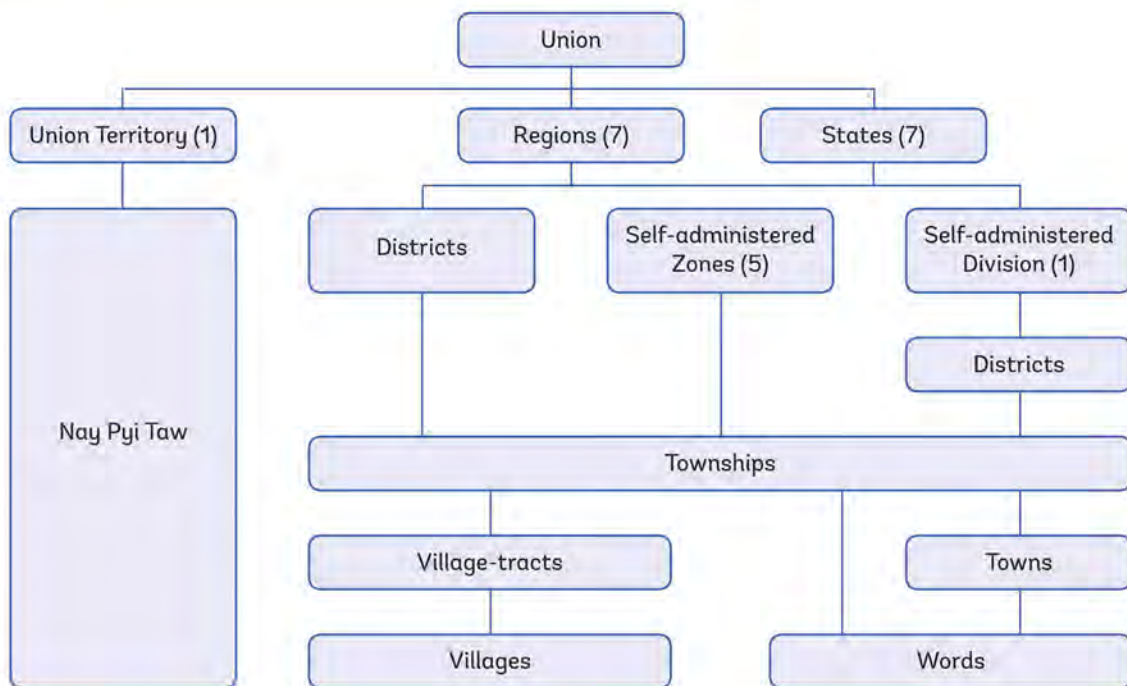 Union
Union Territory (1)
Regions (7)
States (7)
Nay Pyi Taw
Districts
Self-administered
Zones (5)
Self-administered
Division (1)
Districts
Townships
Village-tracts
Towns
Villages
Words